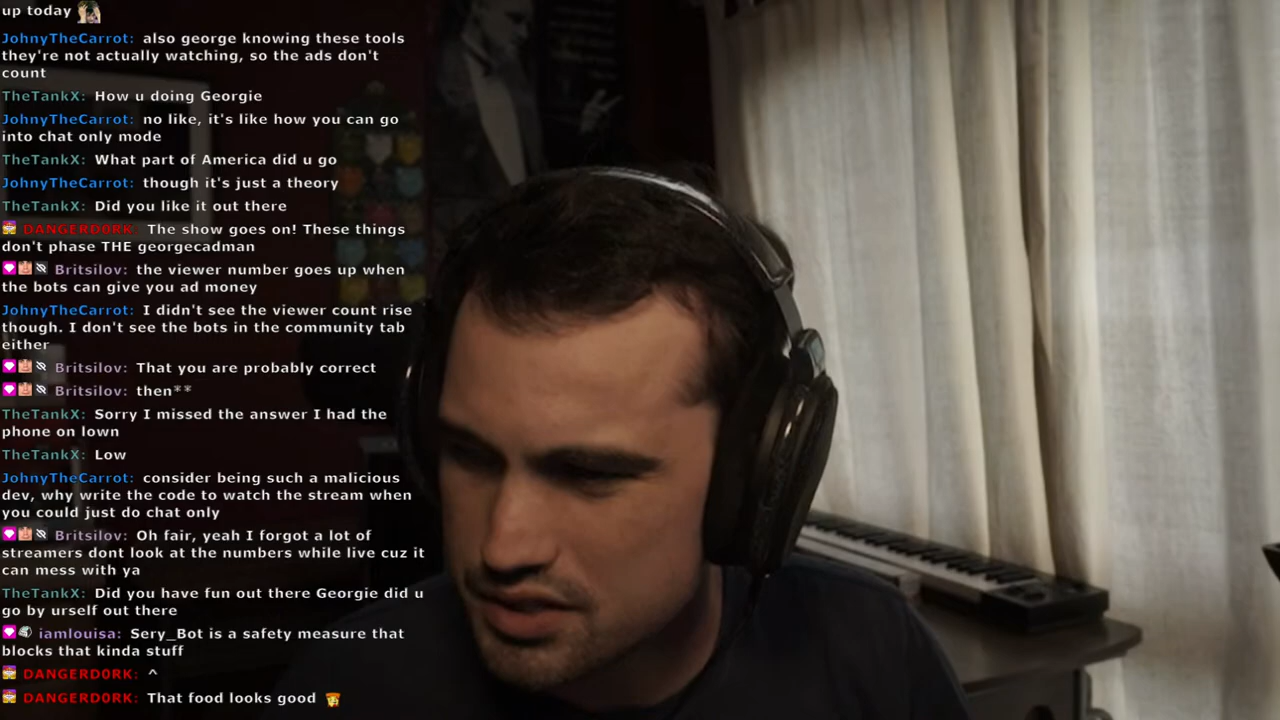 up today
JohnyTheCarrot: also george knowing these tools
they're not actually watching, so the ads don't
count
TheTankX: How u doing Georgie
JohnyTheCarrot: no like, it's like how you can go
into chat only mode
TheTankX: What part of America did u go
JohnyTheCarrot: though it's just a theory
TheTankX: Did you like it out there
DANGERD0RK: The show goes on! These things
don't phase THE georgecadman
Britsilov: the viewer number goes up when
the bots can give you ad money
JohnyTheCarrot: I didn't see the viewer count rise
though. I don't see the bots in the community tab
either
Britsilov: That you are probably correct
Britsilov: then**
TheTankX: Sorry I missed the answer I had the
phone on lown
TheTankX: Low
JohnyTheCarrot: consider being such a malicious
dev, why write the code to watch the stream when
you could just do chat only
Britsilov: Oh fair, yeah I forgot a lot of
streamers dont look at the numbers while live cuz it
can mess with ya
TheTankX: Did you have fun out there Georgie did u
go by urself out there
iamlouisa: Sery_Bot is a safety measure that
blocks that kinda stuff
DANGERD0RK: ^
DANGERD0RK: That food looks good